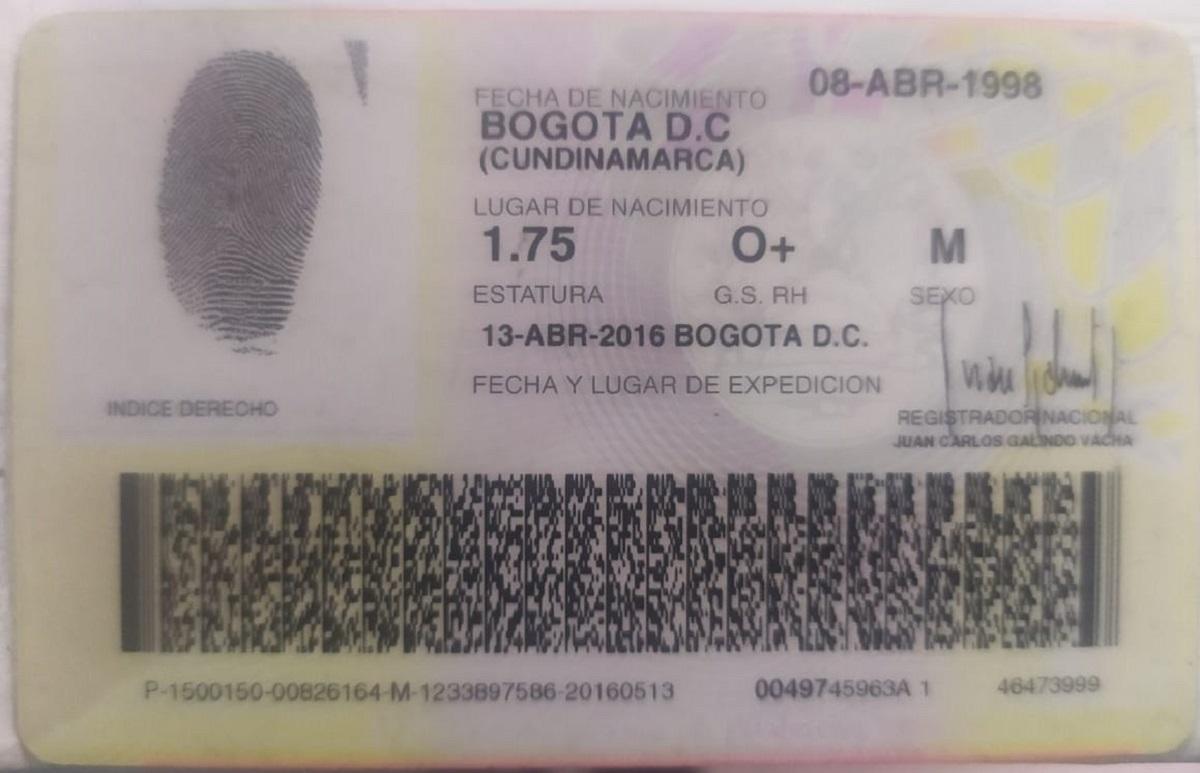 08-ABR-1998
FECHA DE NACIMIENTO
BOGOTA D.C
(CUNDINAMARCA)
LUGAR DE NACIMIENTO
1.75 O+ M
ESTATURA G.S. RH SEXO
13-ABR-2016 BOGOTA D.C.
FECHA Y LUGAR DE EXPEDICION
INDICE DERECHO
REGISTRADOR NACIONAL
JUAN CARLOS GALINDO VACHA
P-1500150-00826164-M-1233897586-20160513 0049745963A 1 46473999